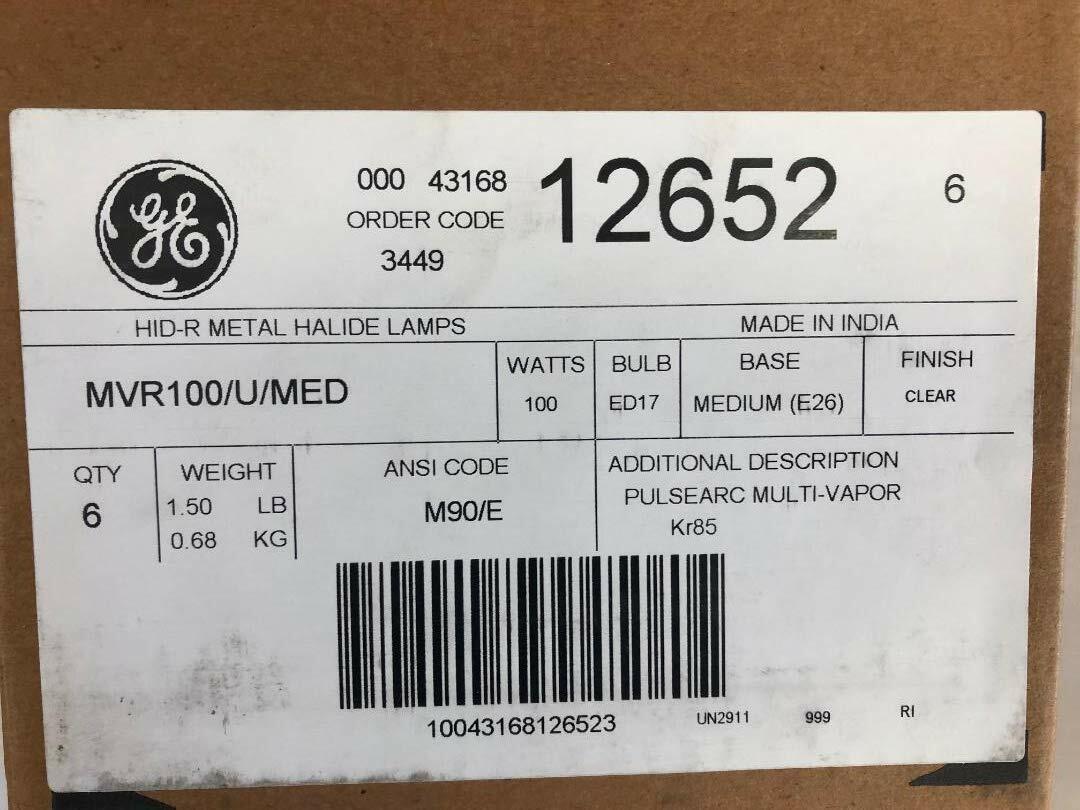 GE
000 43168 12652 6
ORDER CODE
3449
HID-R METAL HALIDE LAMPS MADE IN INDIA
MVR100/U/MED
WATTS
100
BULB
ED17
BASE
MEDIUM (E26)
FINISH
CLEAR
QTY
6
WEIGHT
1.50 LB
0.68 KG
ANSI CODE
M90/E
ADDITIONAL DESCRIPTION
PULSEARC MULTI-VAPOR
Kr85
10043168126523 UN2911 999 RI